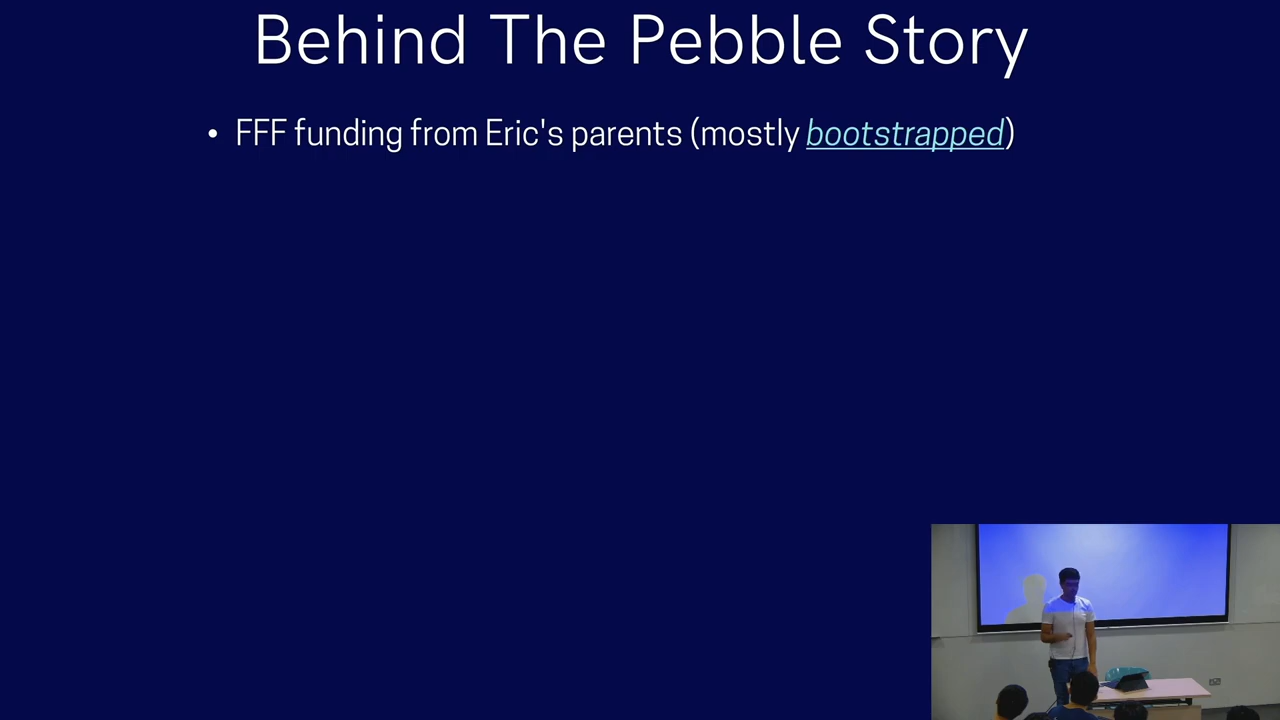 Behind The Pebble Story
• FFF funding from Eric's parents (mostly bootstrapped)